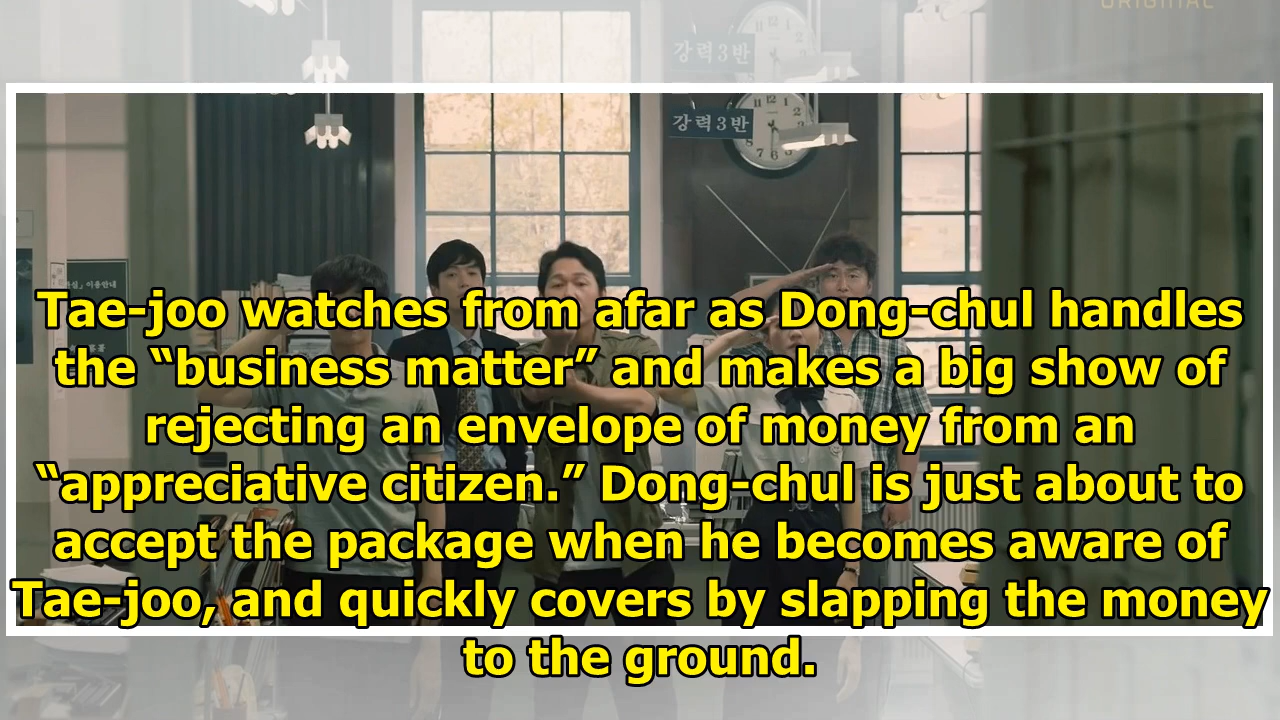 ORIGINAL
강력3반
강력3반
Tae-joo watches from afar as Dong-chul handles
the “business matter” and makes a big show of
rejecting an envelope of money from an
“appreciative citizen.” Dong-chul is just about to
accept the package when he becomes aware of
Tae-joo, and quickly covers by slapping the money
to the ground.